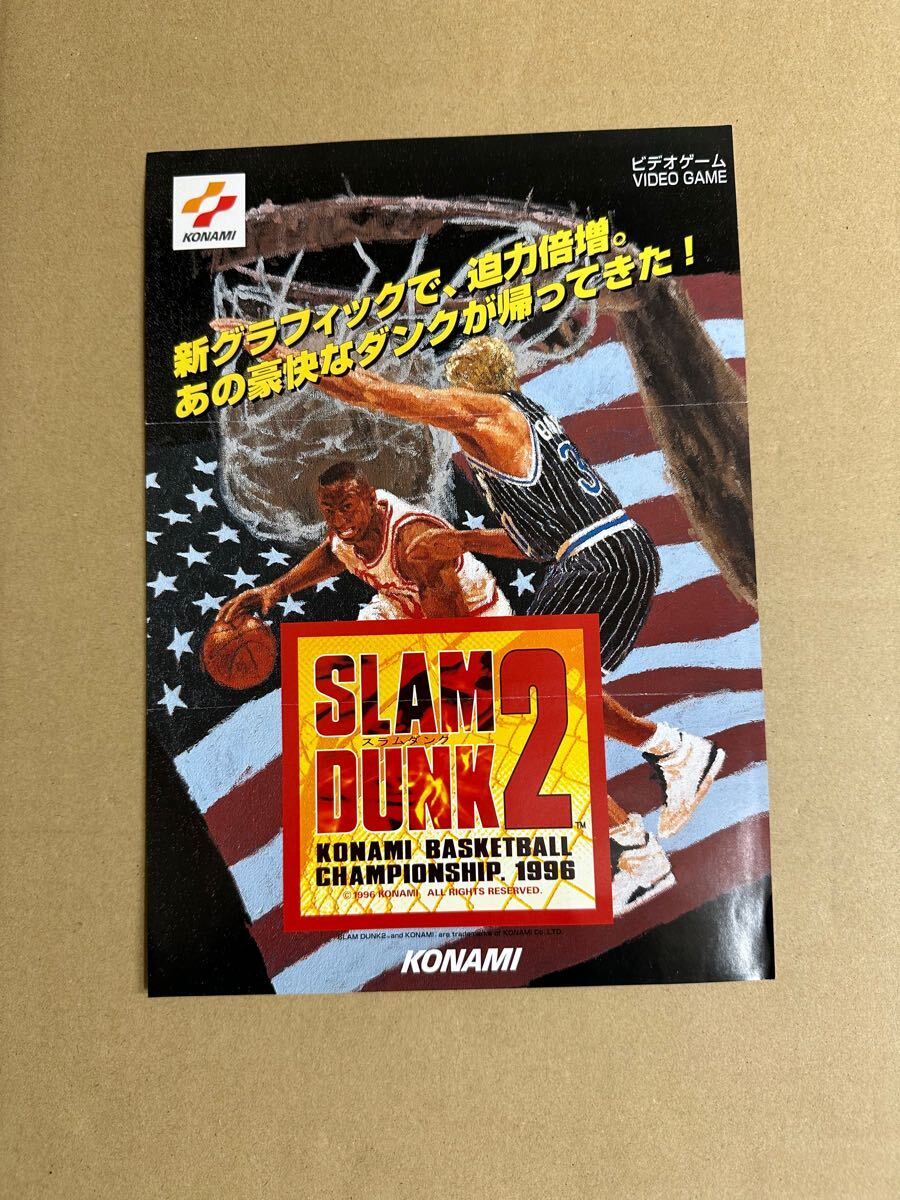 KONAMI
ビデオゲーム
VIDEO GAME
新グラフィックで、迫力倍増。
あの豪快なダンクが帰ってきた！
3
SLAM
スラムダンク
DUNK 2™
KONAMI BASKETBALL
CHAMPIONSHIP. 1996
©1996 KONAMI ALL RIGHTS RESERVED.
SLAM DUNK2™ and KONAMI® are trademarks of KONAMI Co.,LTD.
KONAMI